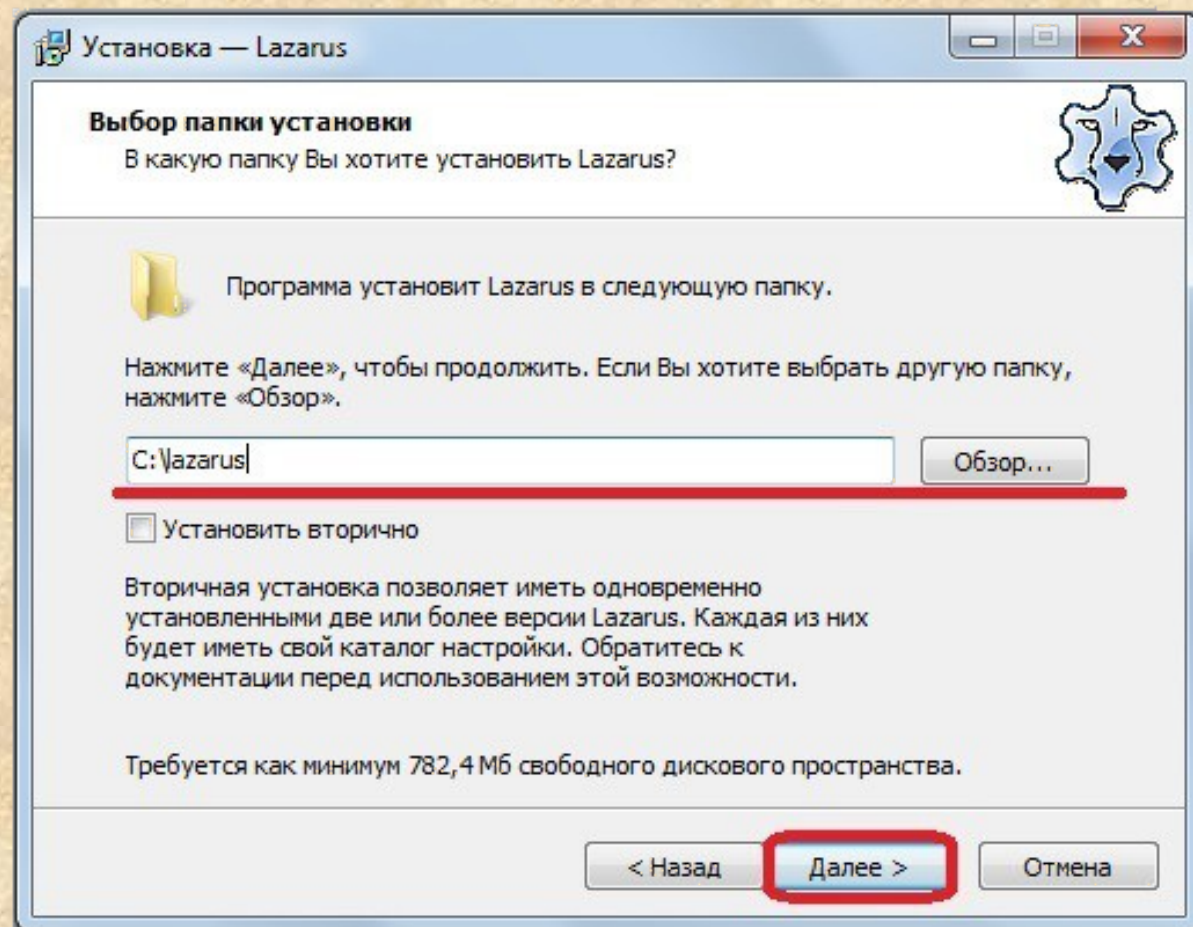 Установка — Lazarus
Выбор папки установки
В какую папку Вы хотите установить Lazarus?
Программа установит Lazarus в следующую папку.
Нажмите «Далее», чтобы продолжить. Если Вы хотите выбрать другую папку,
нажмите «Обзор».
C:\lazarus
Обзор...
Установить вторично
Вторичная установка позволяет иметь одновременно
установленными две или более версии Lazarus. Каждая из них
будет иметь свой каталог настройки. Обратитесь к
документации перед использованием этой возможности.
Требуется как минимум 782,4 Мб свободного дискового пространства.
< Назад
Далее >
Отмена